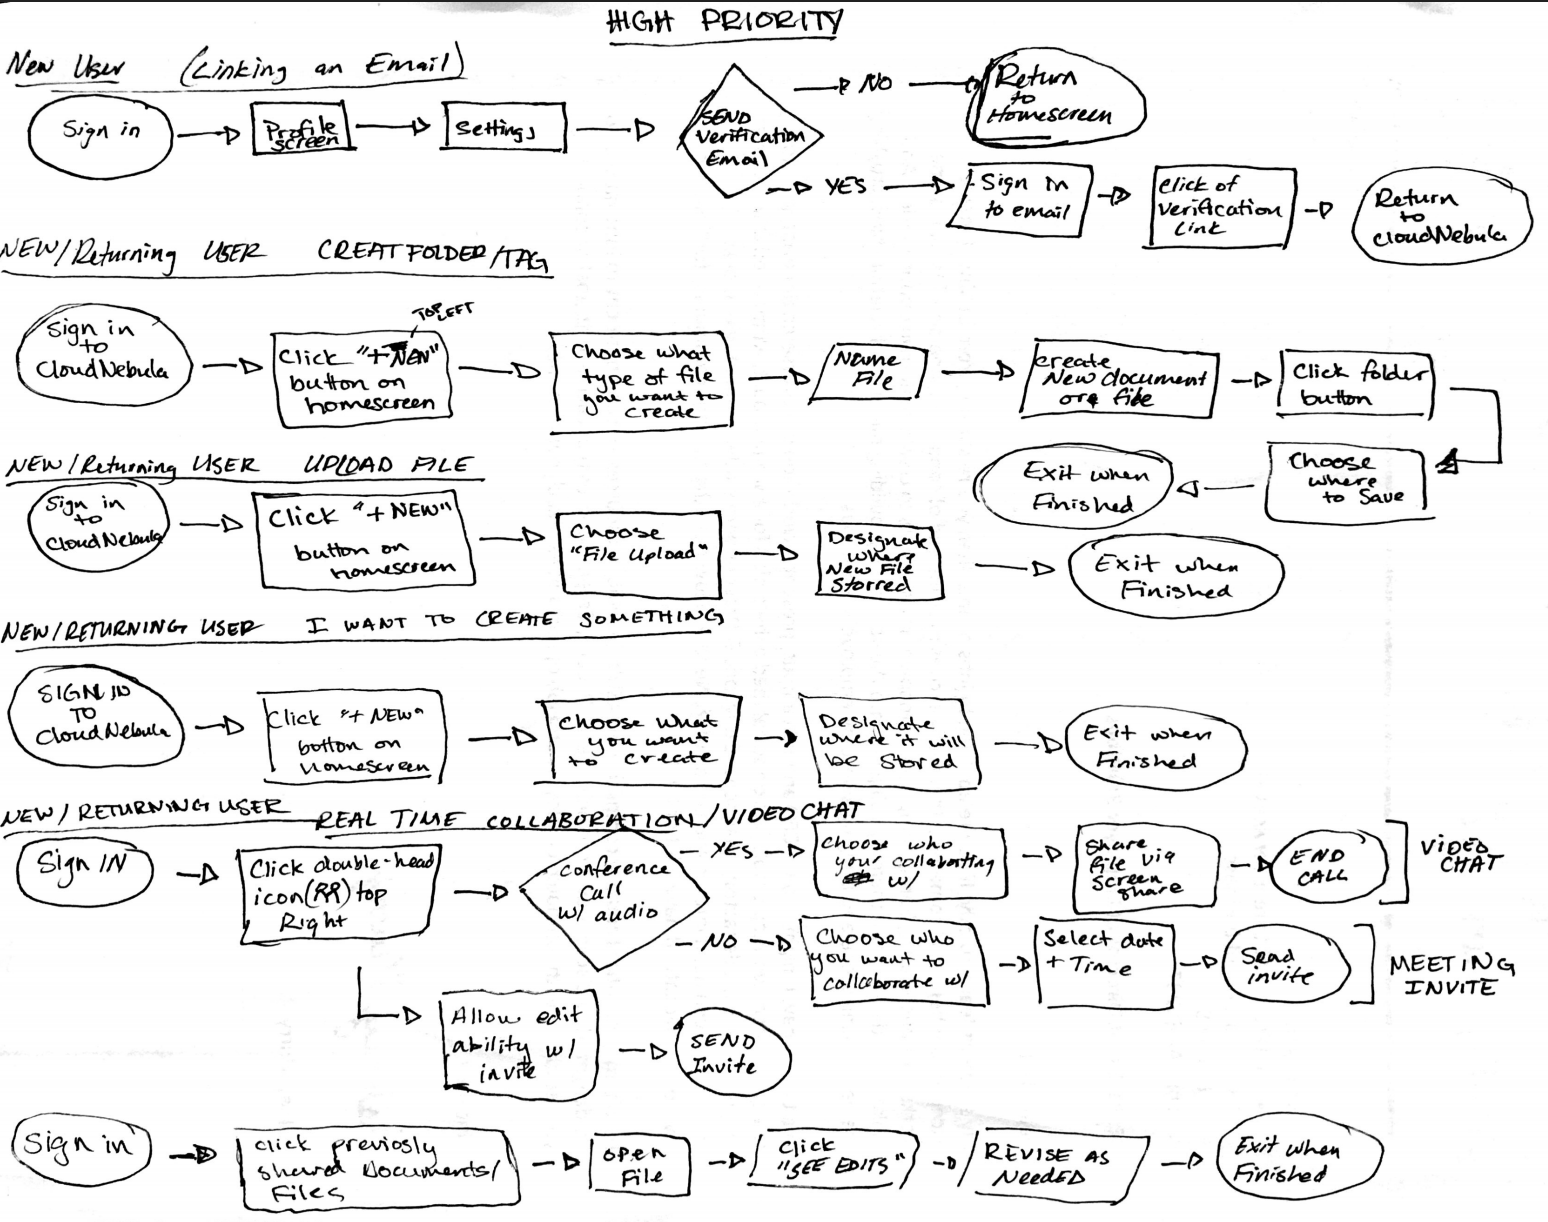 HIGH PRIORITY
New User (Linking an Email)
Sign in
Profile
screen
Settings
SEND
Verification
Email
NO
Return
to
Homescreen
YES
Sign In
to email
Click of
Verification
Link
Return
to
CloudNebula
NEW/Returning USER CREAT FOLDER/TAG
Sign in
to
CloudNebula
TOP LEFT
Click "+NEW"
button on
homescreen
Choose what
type of file
you want to
create
Name
File
create
New document
or file
Click folder
button
Choose
where
to Save
Exit when
Finished
NEW/Returning USER UPLOAD FILE
Sign in
to
CloudNebula
Click "+NEW"
button on
homescreen
Choose
"File Upload"
Designate
where
New File
Storred
Exit when
Finished
NEW/RETURNING USER I WANT TO CREATE SOMETHING
SIGN IN
TO
CloudNebula
Click "+NEW"
botton on
homescreen
Choose what
you want
to create
Designate
where it will
be Stored
Exit when
Finished
NEW/RETURNING USER REAL TIME COLLABORATION/VIDEO CHAT
Sign IN
Click double-head
icon( ) top
Right
conference
Call
w/ audio
YES
Choose who
your collaborting
w/
Share
file via
Screen
share
END
CALL
VIDEO
CHAT
NO
Choose who
you want to
collaborate w/
Select date
+ Time
Send
invite
MEETING
INVITE
Allow edit
ability w/
invite
SEND
Invite
Sign in
Click previosly
shared Documents/
Files
open
File
Click
"SEE EDITS"
REVISE AS
NeedED
Exit when
Finished